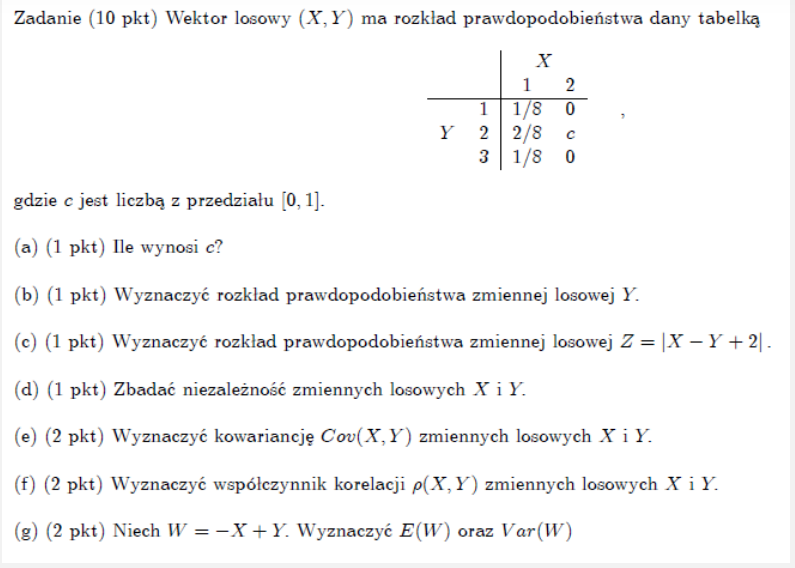 Zadanie (10 pkt) Wektor losowy (X, Y) ma rozkład prawdopodobieństwa dany tabelką
X
1 2
1 1/8 0 ,
Y 2 2/8 c
3 1/8 0
gdzie c jest liczbą z przedziału [0, 1].
(a) (1 pkt) Ile wynosi c?
(b) (1 pkt) Wyznaczyć rozkład prawdopodobieństwa zmiennej losowej Y.
(c) (1 pkt) Wyznaczyć rozkład prawdopodobieństwa zmiennej losowej Z = |X − Y + 2| .
(d) (1 pkt) Zbadać niezależność zmiennych losowych X i Y.
(e) (2 pkt) Wyznaczyć kowariancję Cov(X, Y) zmiennych losowych X i Y.
(f) (2 pkt) Wyznaczyć współczynnik korelacji ρ(X, Y) zmiennych losowych X i Y.
(g) (2 pkt) Niech W = −X + Y. Wyznaczyć E(W) oraz Var(W)